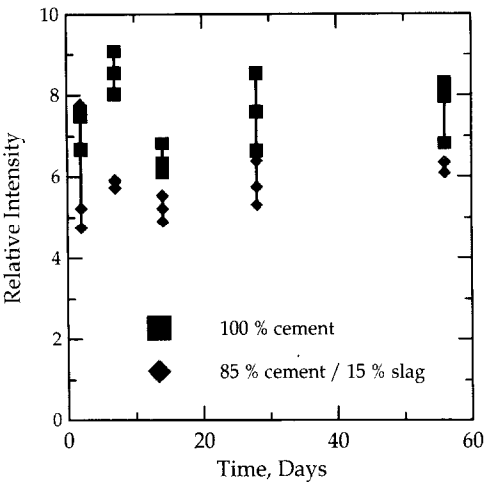 10
8
6
4
2
0
Relative Intensity
100 % cement
85 % cement / 15 % slag
0 20 40 60
Time, Days